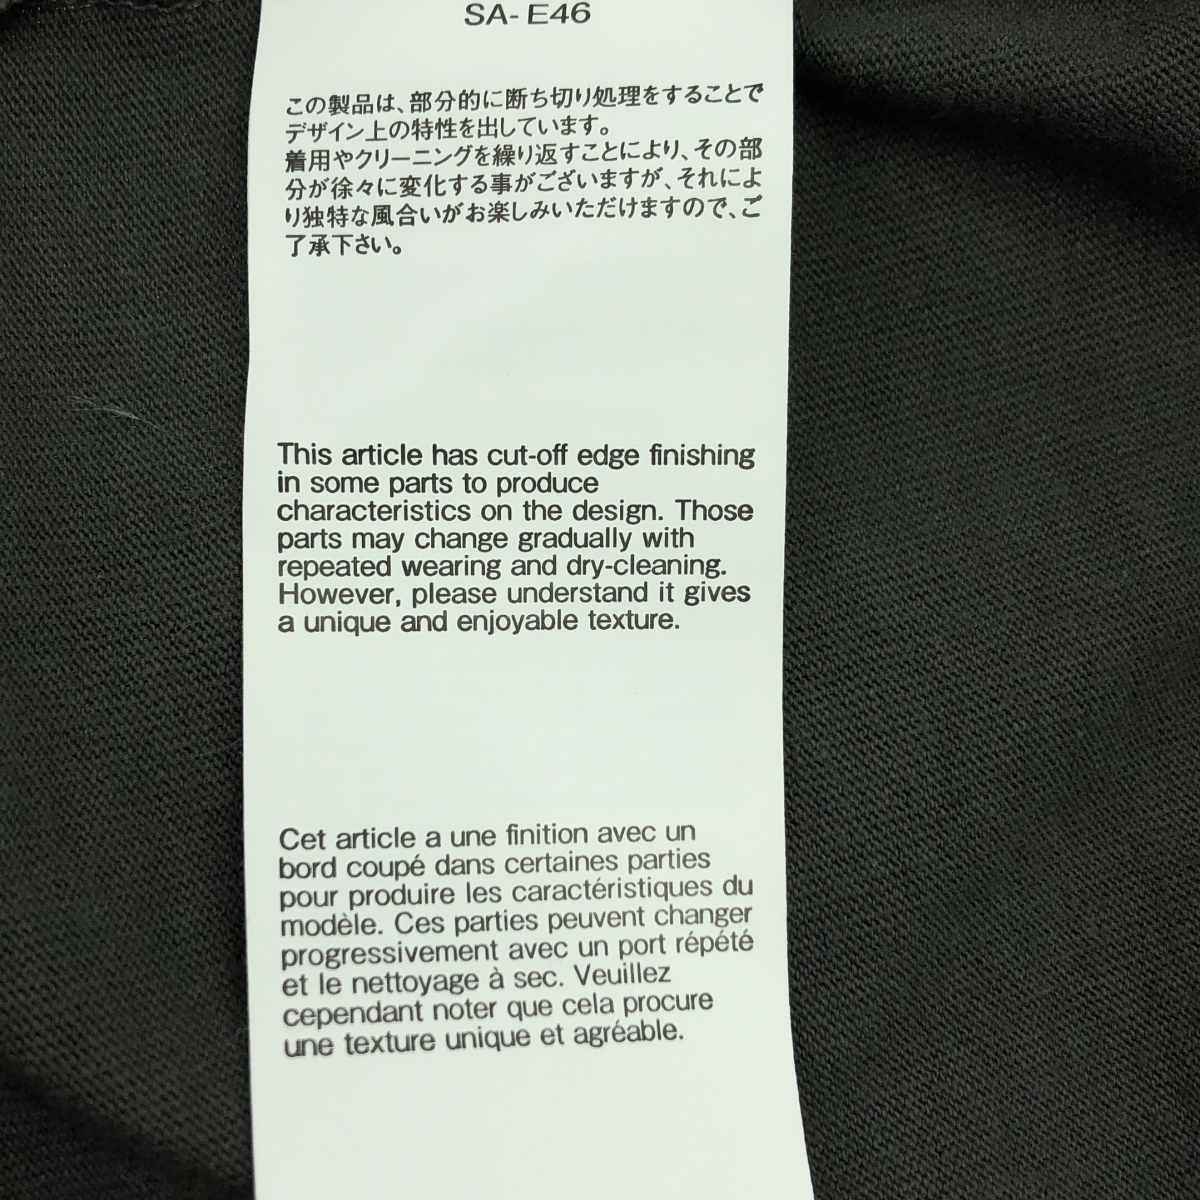 SA- E46
この製品は、部分的に断ち切り処理をすることで
デザイン上の特性を出しています。
着用やクリーニングを繰り返すことにより、その部
分が徐々に変化する事がございますが、それによ
り独特な風合いがお楽しみいただけますので、ご
了承下さい。
This article has cut-off edge finishing
in some parts to produce
characteristics on the design. Those
parts may change gradually with
repeated wearing and dry-cleaning.
However, please understand it gives
a unique and enjoyable texture.
Cet article a une finition avec un
bord coupé dans certaines parties
pour produire les caractéristiques du
modèle. Ces parties peuvent changer
progressivement avec un port répété
et le nettoyage à sec. Veuillez
cependant noter que cela procure
une texture unique et agréable.